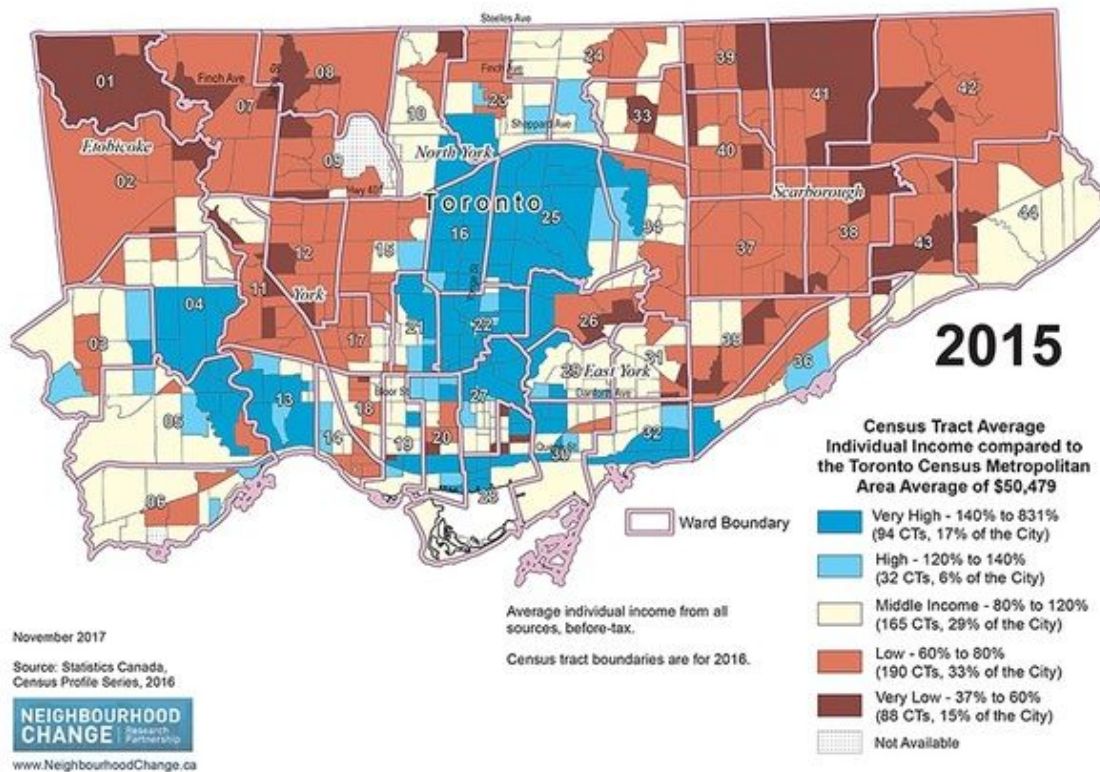 Steeles Ave
01
Finch Ave
08
07
10
Finch Ave
23
24
39
41
42
33
Sheppard Ave
Etobicoke
09
North York
40
02
Hwy 401
Toronto
Scarborough
16
25
34
44
12
15
37
38
43
04
11
York
Yonge St
22
21
26
03
17
31
35
29
East York
36
2015
Bloor St
Danforth Ave
13
18
27
05
14
19
20
Queen St
30
32
06
28
Census Tract Average
Individual Income compared to
the Toronto Census Metropolitan
Area Average of $50,479
Very High - 140% to 831%
(94 CTs, 17% of the City)
High - 120% to 140%
(32 CTs, 6% of the City)
Middle Income - 80% to 120%
(165 CTs, 29% of the City)
Low - 60% to 80%
(190 CTs, 33% of the City)
Very Low - 37% to 60%
(88 CTs, 15% of the City)
Not Available
Ward Boundary
Average individual income from all
sources, before-tax.
Census tract boundaries are for 2016.
November 2017
Source: Statistics Canada,
Census Profile Series, 2016
NEIGHBOURHOOD
CHANGE Research
Partnership
www.NeighbourhoodChange.ca